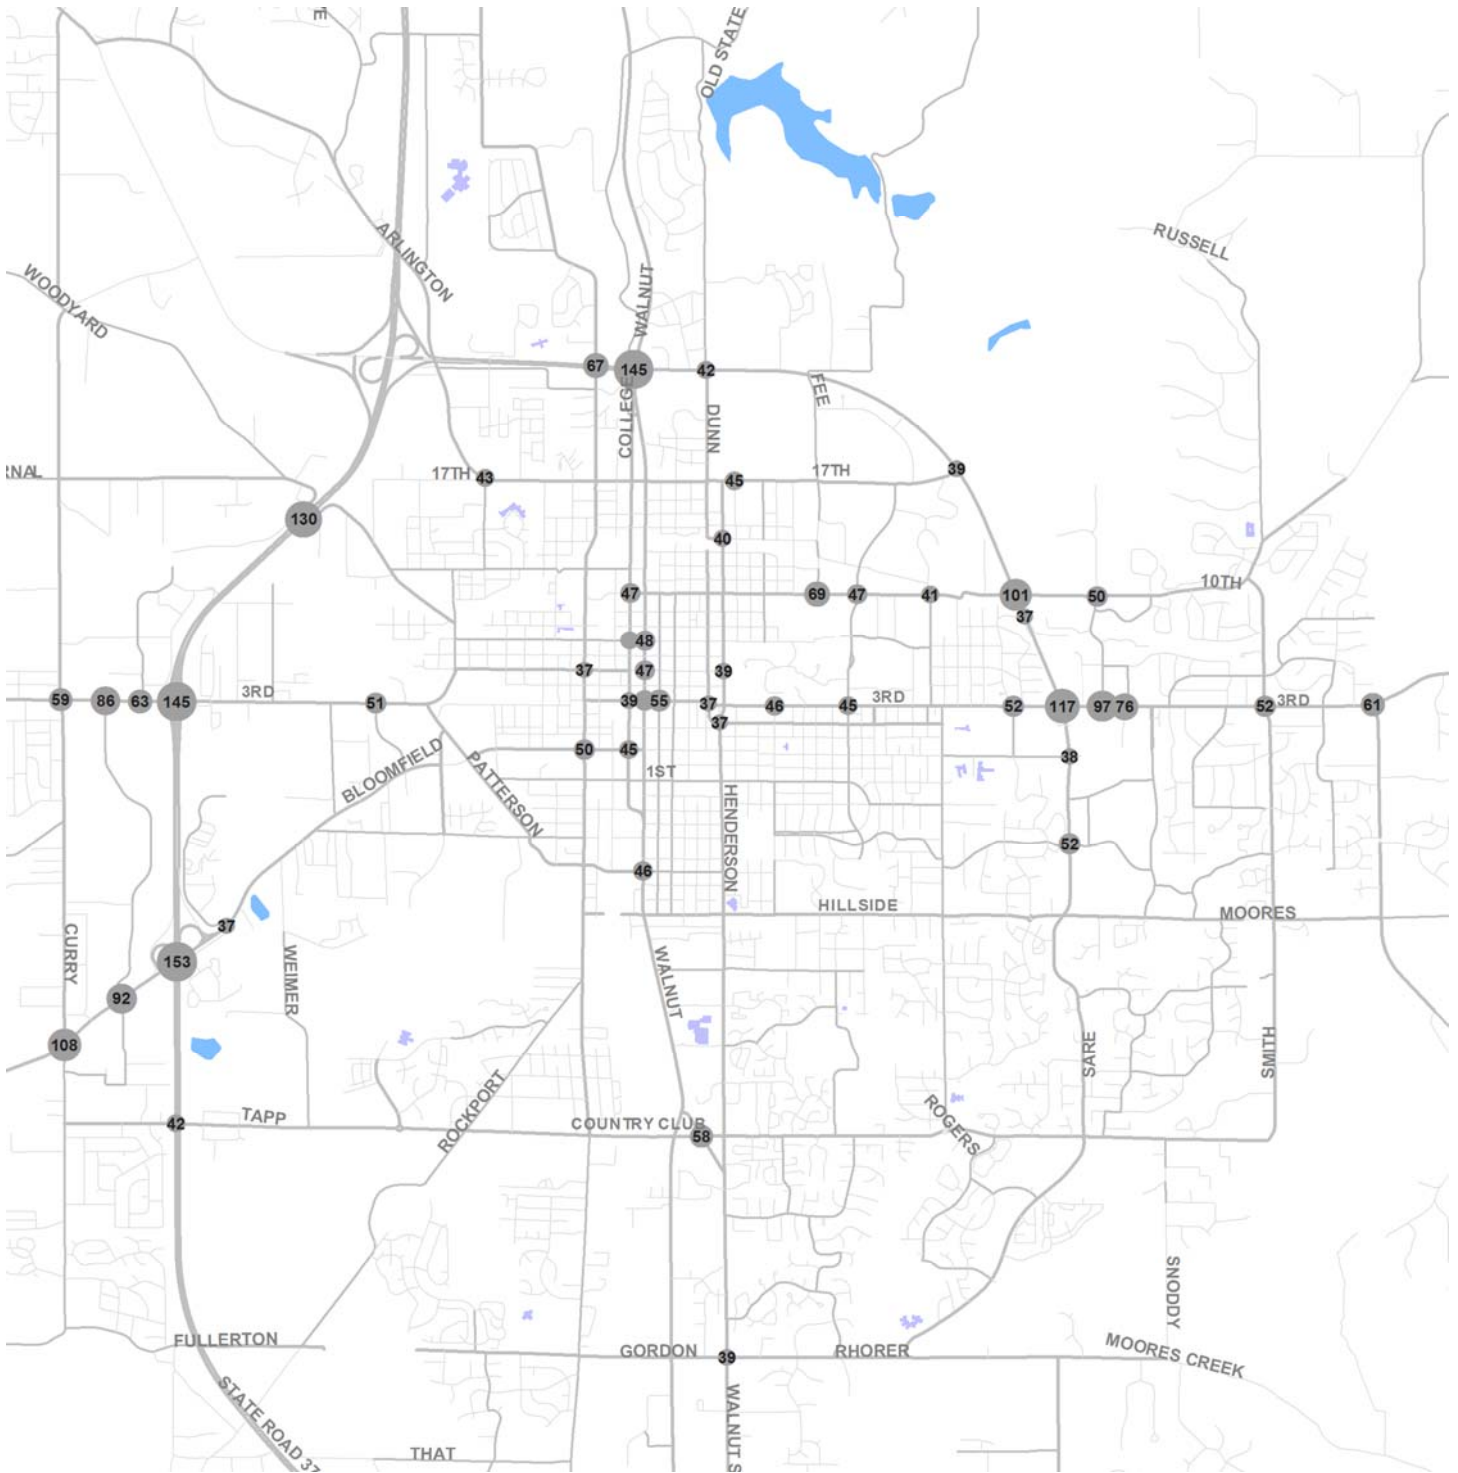 E
OLD STATE
RUSSELL
ARLINGTON
WOODYARD
WALNUT
67
145
42
FEE
COLLEGE
DUNN
RNAL
17TH
43
45
17TH
39
130
40
10TH
47
69
47
41
101
50
37
48
37
47
39
59
86
63
145
3RD
51
39
55
37
46
45
3RD
52
117
97
76
52
3RD
61
37
50
45
38
1ST
BLOOMFIELD
PATTERSON
HENDERSON
52
46
HILLSIDE
MOORES
37
CURRY
WEIMER
WALNUT
153
92
108
SARE
SMITH
42
TAPP
ROCKPORT
COUNTRY CLUB
58
ROGERS
SNODDY
FULLERTON
GORDON
39
RHORER
MOORES CREEK
STATE ROAD 37
WALNUT S
THAT